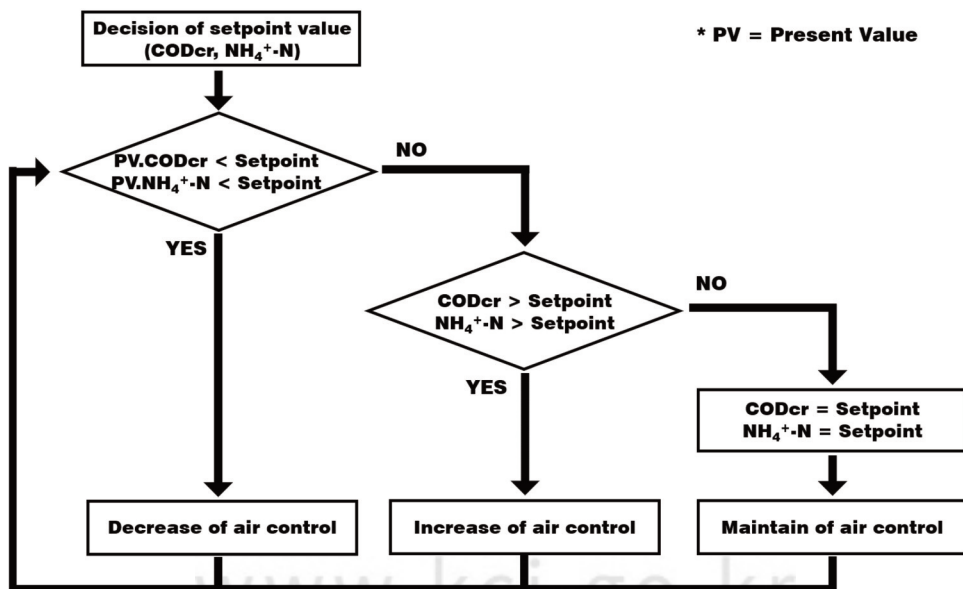 Decision of setpoint value
(CODcr, NH₄⁺-N)
* PV = Present Value
PV.CODcr < Setpoint
PV.NH₄⁺-N < Setpoint
NO
YES
CODcr > Setpoint
NH₄⁺-N > Setpoint
NO
YES
CODcr = Setpoint
NH₄⁺-N = Setpoint
Decrease of air control
Increase of air control
Maintain of air control
www.kci.go.kr